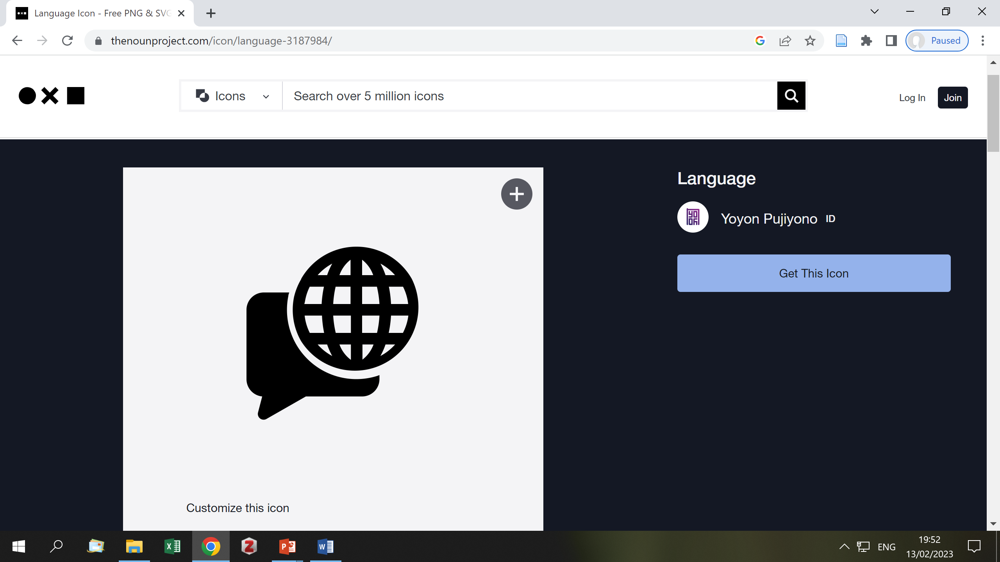 Language Icon - Free PNG & SVG
thenounproject.com/icon/language-3187984/
Paused
Icons
Search over 5 million icons
Log In
Join
Language
YO
Yoyon Pujiyono ID
Get This Icon
Customize this icon
X
Z
P
W
ENG
19:52
13/02/2023